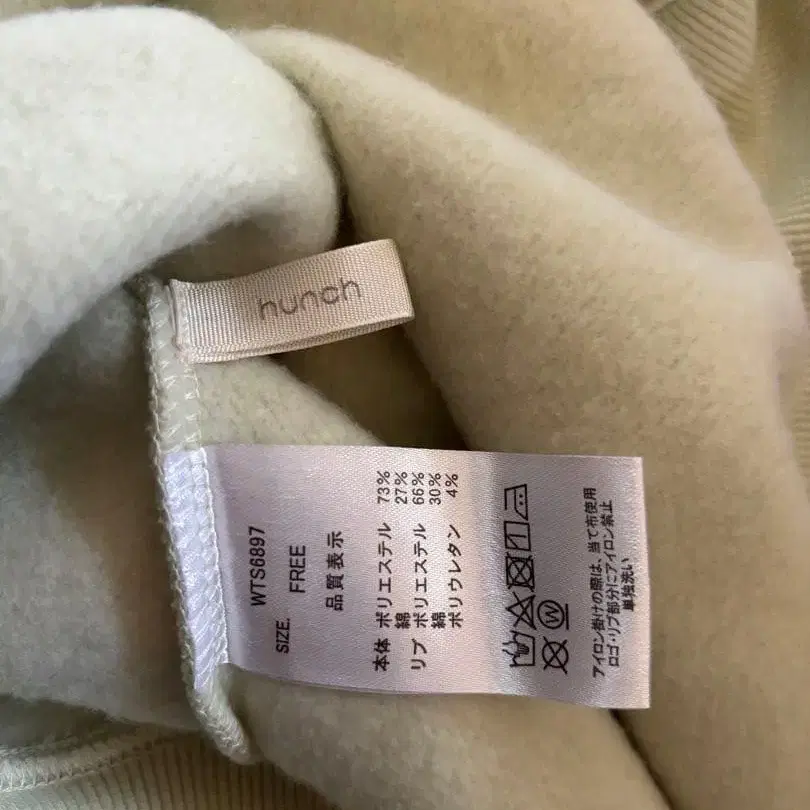 hunch
WTS6897
SIZE. FREE
品質表示
本体 ポリエステル 73%
綿 27%
リブ ポリエステル 66%
綿 30%
ポリウレタン 4%
W
アイロン掛けの際は、当て布使用
ロゴ・リブ部分にアイロン禁止
単独洗い